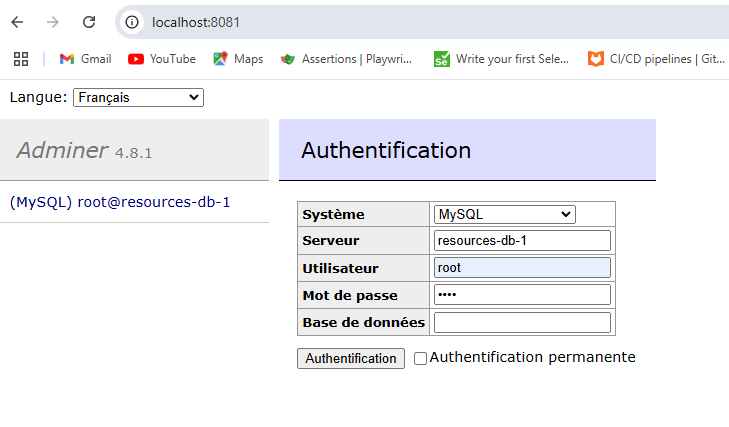 localhost:8081
Gmail YouTube Maps Assertions | Playwri... Write your first Sele... CI/CD pipelines | Git...
Langue: Français
Adminer 4.8.1
Authentification
(MySQL) root@resources-db-1
Système MySQL
Serveur resources-db-1
Utilisateur root
Mot de passe ••••
Base de données
Authentification Authentification permanente